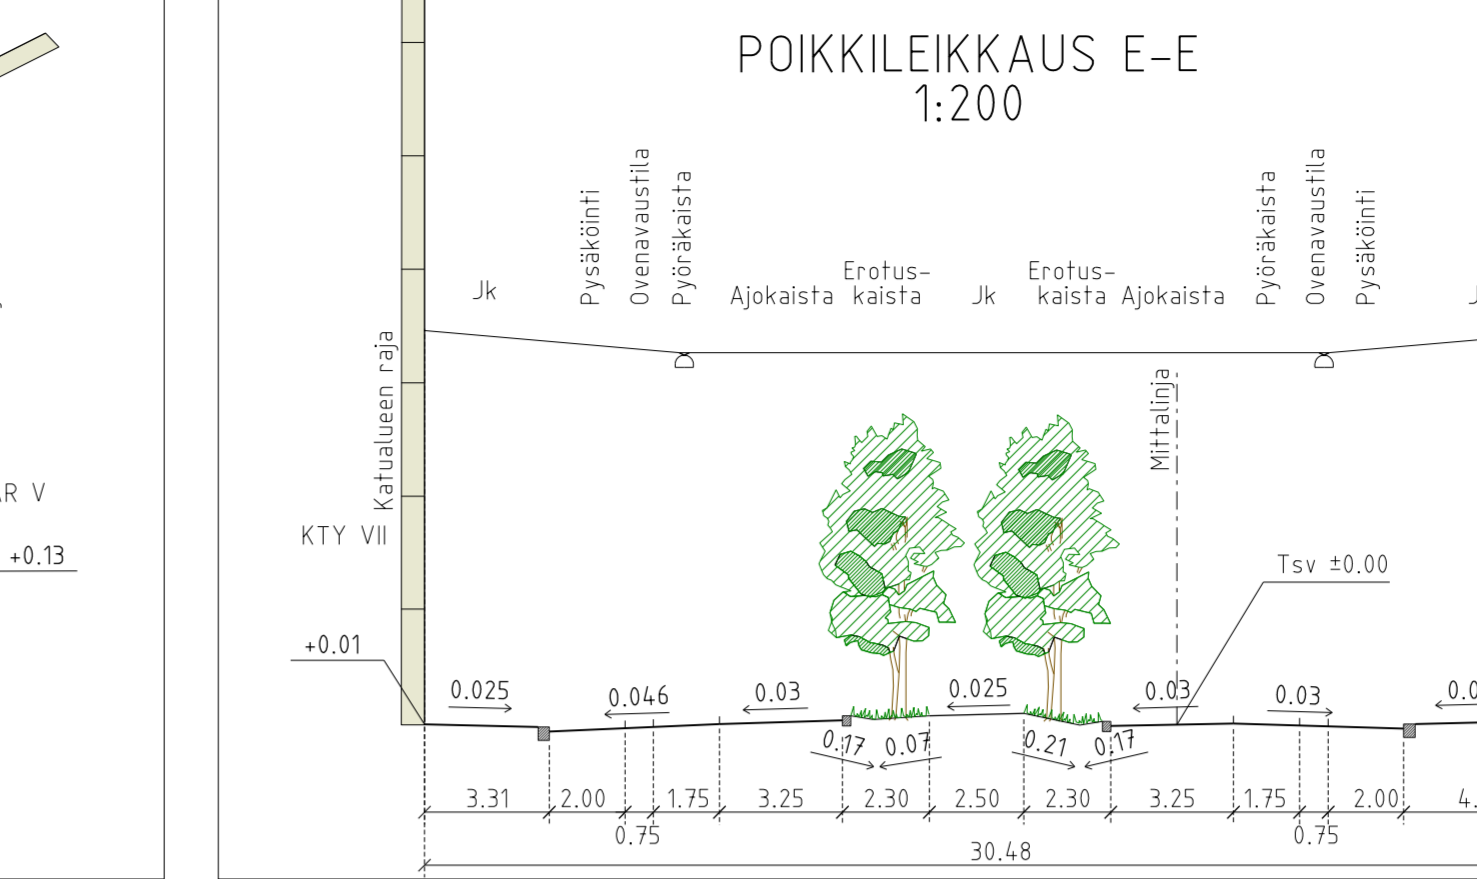 POIKKILEIKKAUS E-E
1:200
Jk
Pysäköinti
Ovenavaustila
Pyöräkaista
Ajokaista
Erotus-
kaista
Jk
Erotus-
kaista
Ajokaista
Pyöräkaista
Ovenavaustila
Pysäköinti
Katualueen raja
Mittalinja
KTY VII
V
+0.13
Tsv ±0.00
+0.01
0.025
0.046
0.03
0.025
0.03
0.03
0.17
0.07
0.21
0.17
3.31
2.00
1.75
3.25
2.30
2.50
2.30
3.25
1.75
2.00
0.75
0.75
30.48